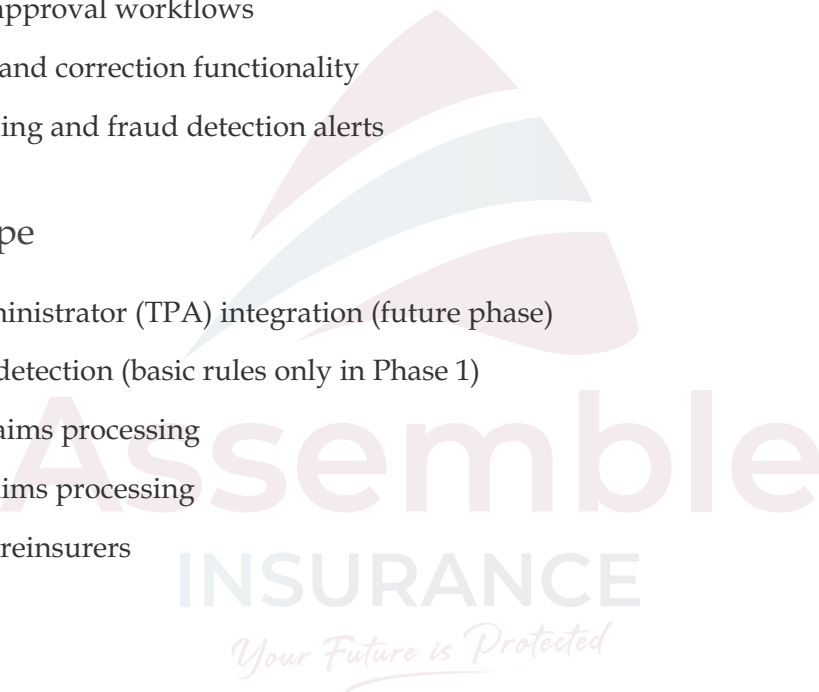 approval workflows
and correction functionality
ing and fraud detection alerts
pe
ministrator (TPA) integration (future phase)
detection (basic rules only in Phase 1)
aims processing
ims processing
reinsurers
Assemble
INSURANCE
Your Future is Protected